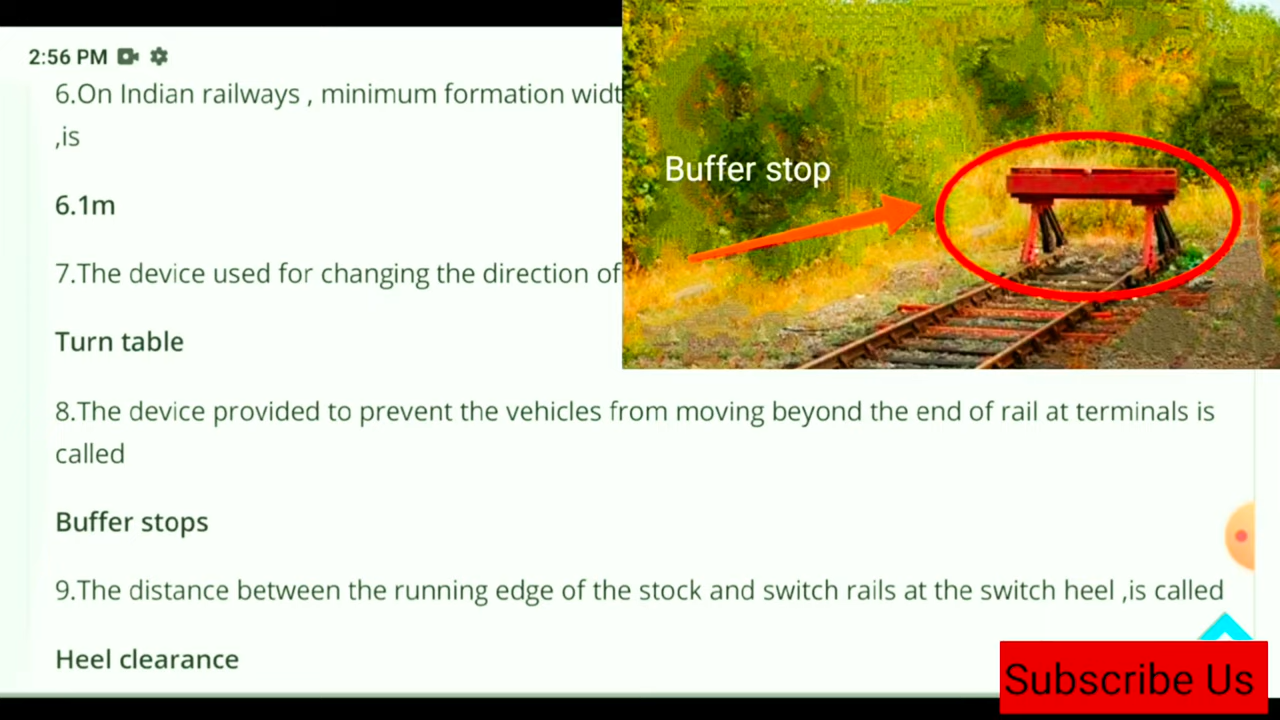 2:56 PM
6.On Indian railways , minimum formation widt
,is
6.1m
7.The device used for changing the direction of
Turn table
8.The device provided to prevent the vehicles from moving beyond the end of rail at terminals is
called
Buffer stops
9.The distance between the running edge of the stock and switch rails at the switch heel ,is called
Heel clearance
Buffer stop
Subscribe Us